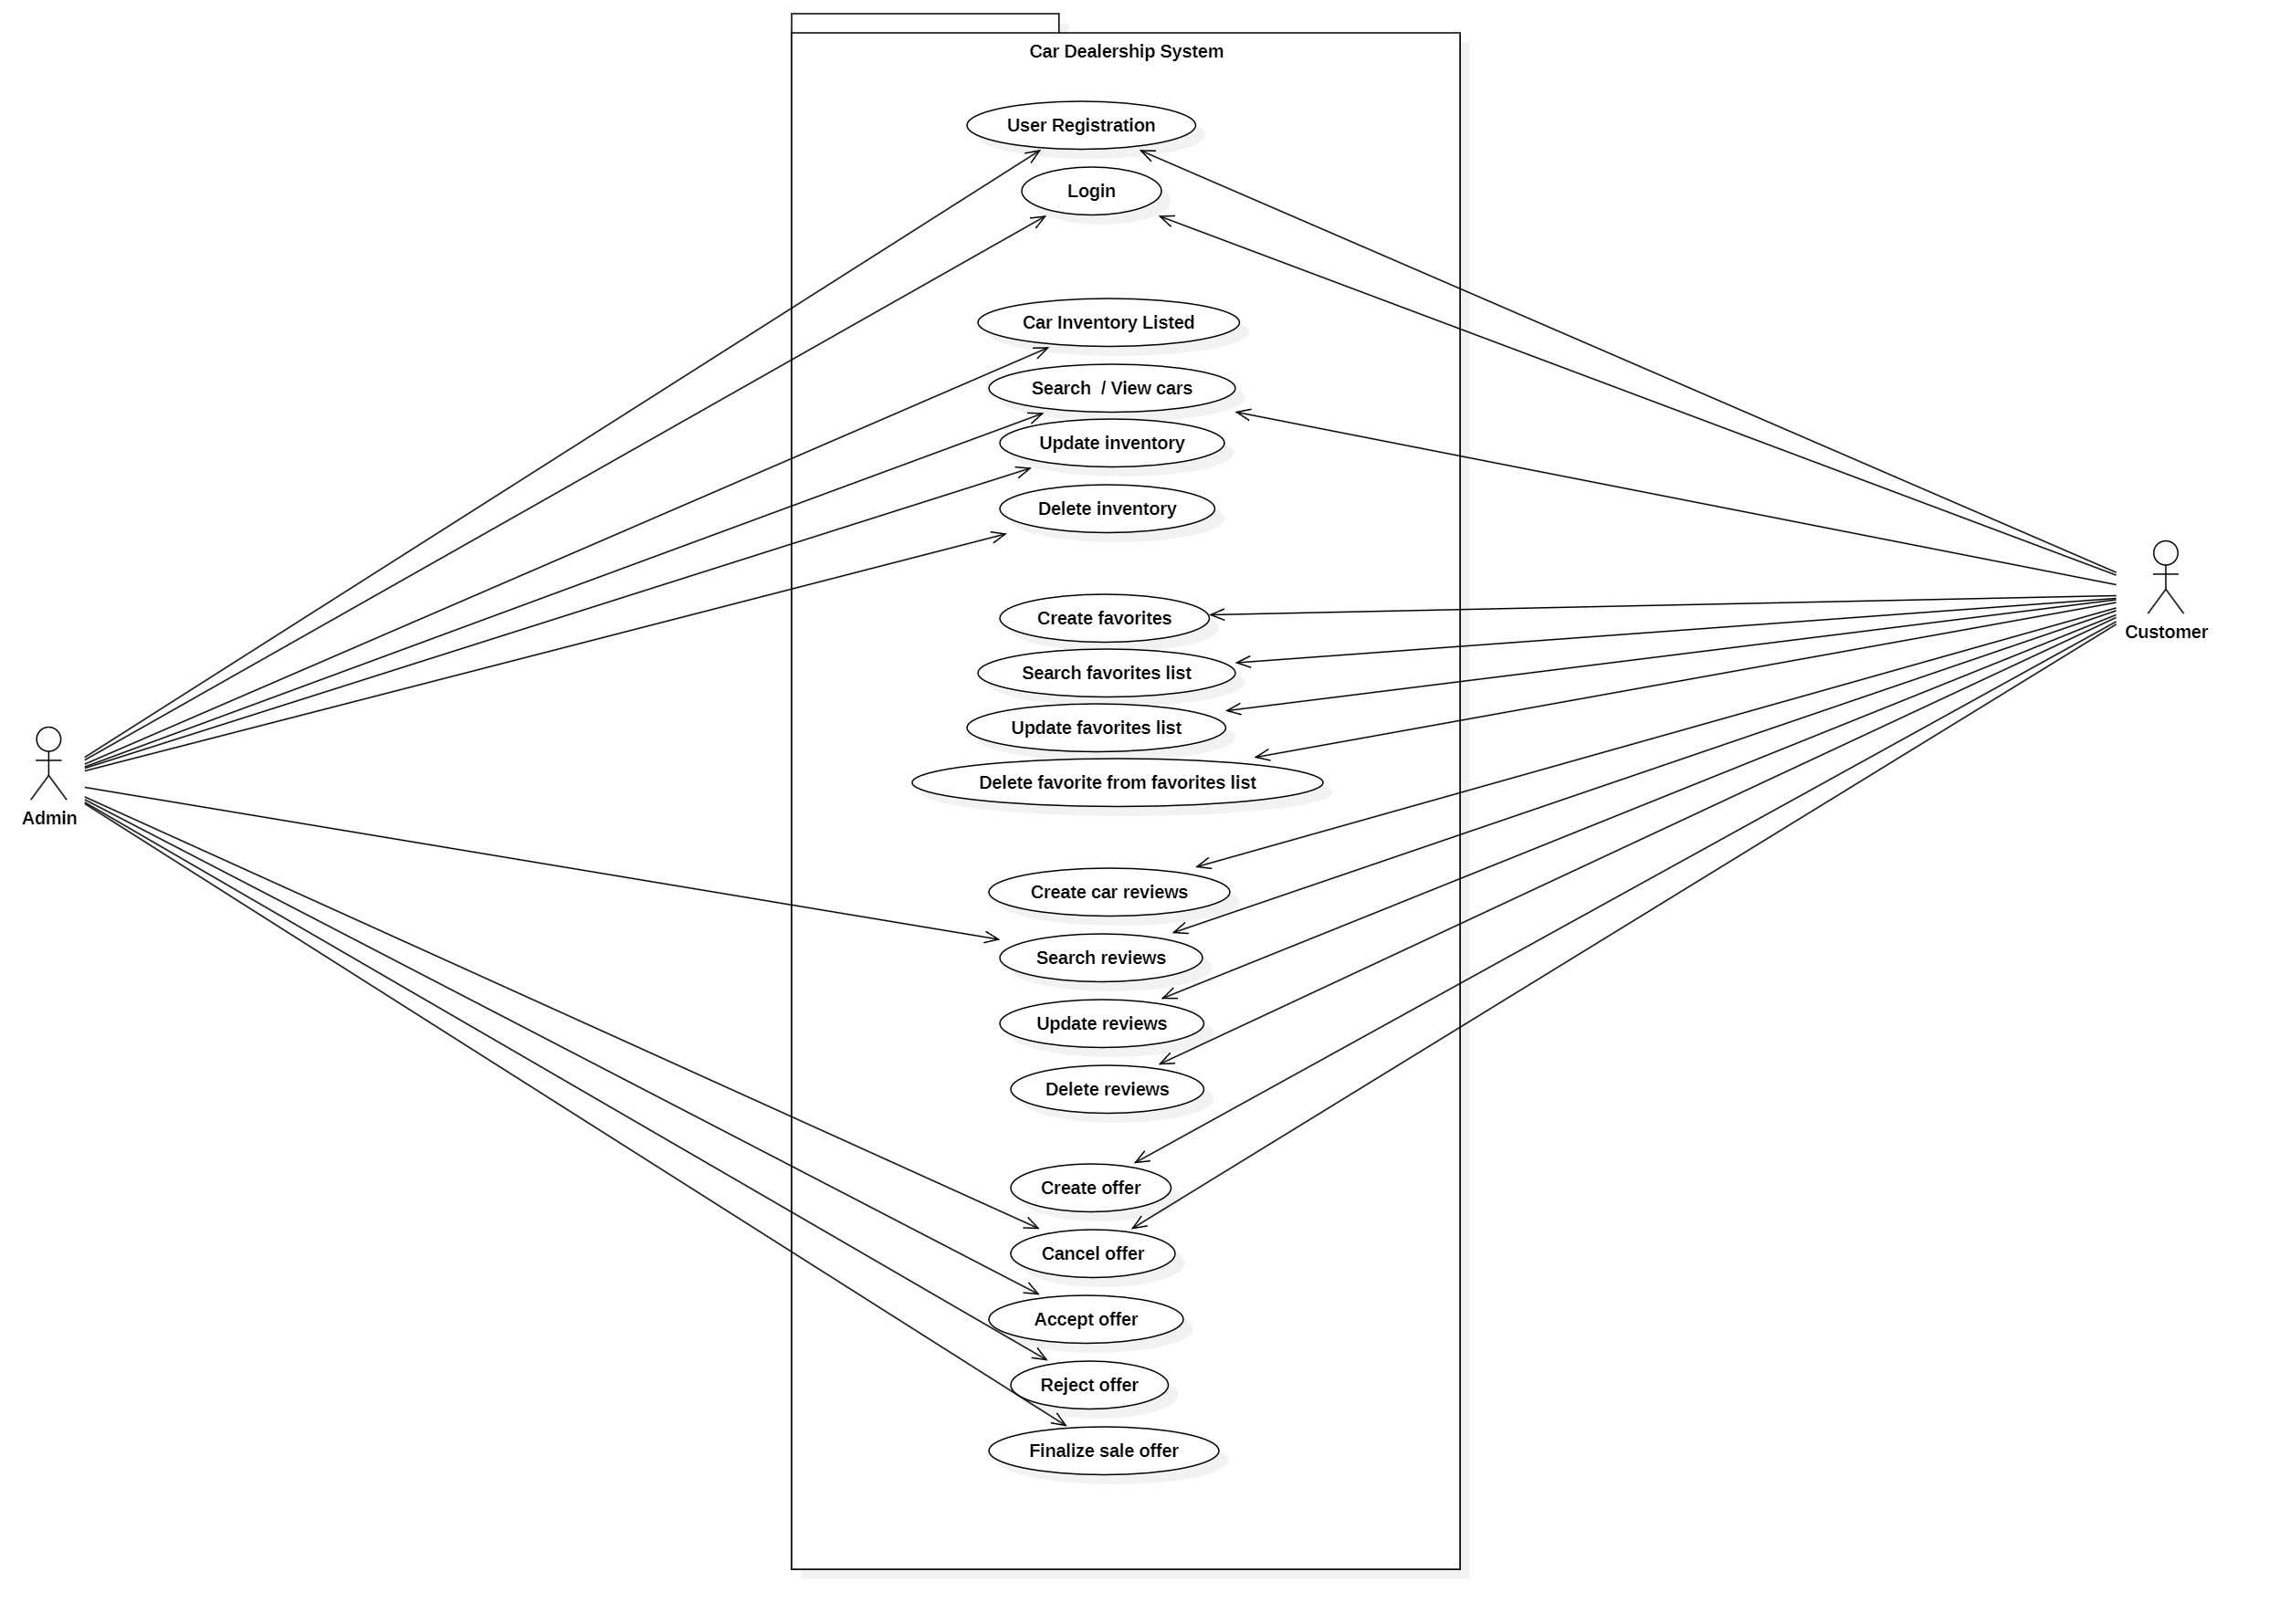 Car Dealership System
User Registration
Login
Car Inventory Listed
Search  / View cars
Update inventory
Delete inventory
Create favorites
Customer
Search favorites list
Update favorites list
Delete favorite from favorites list
Admin
Create car reviews
Search reviews
Update reviews
Delete reviews
Create offer
Cancel offer
Accept offer
Reject offer
Finalize sale offer